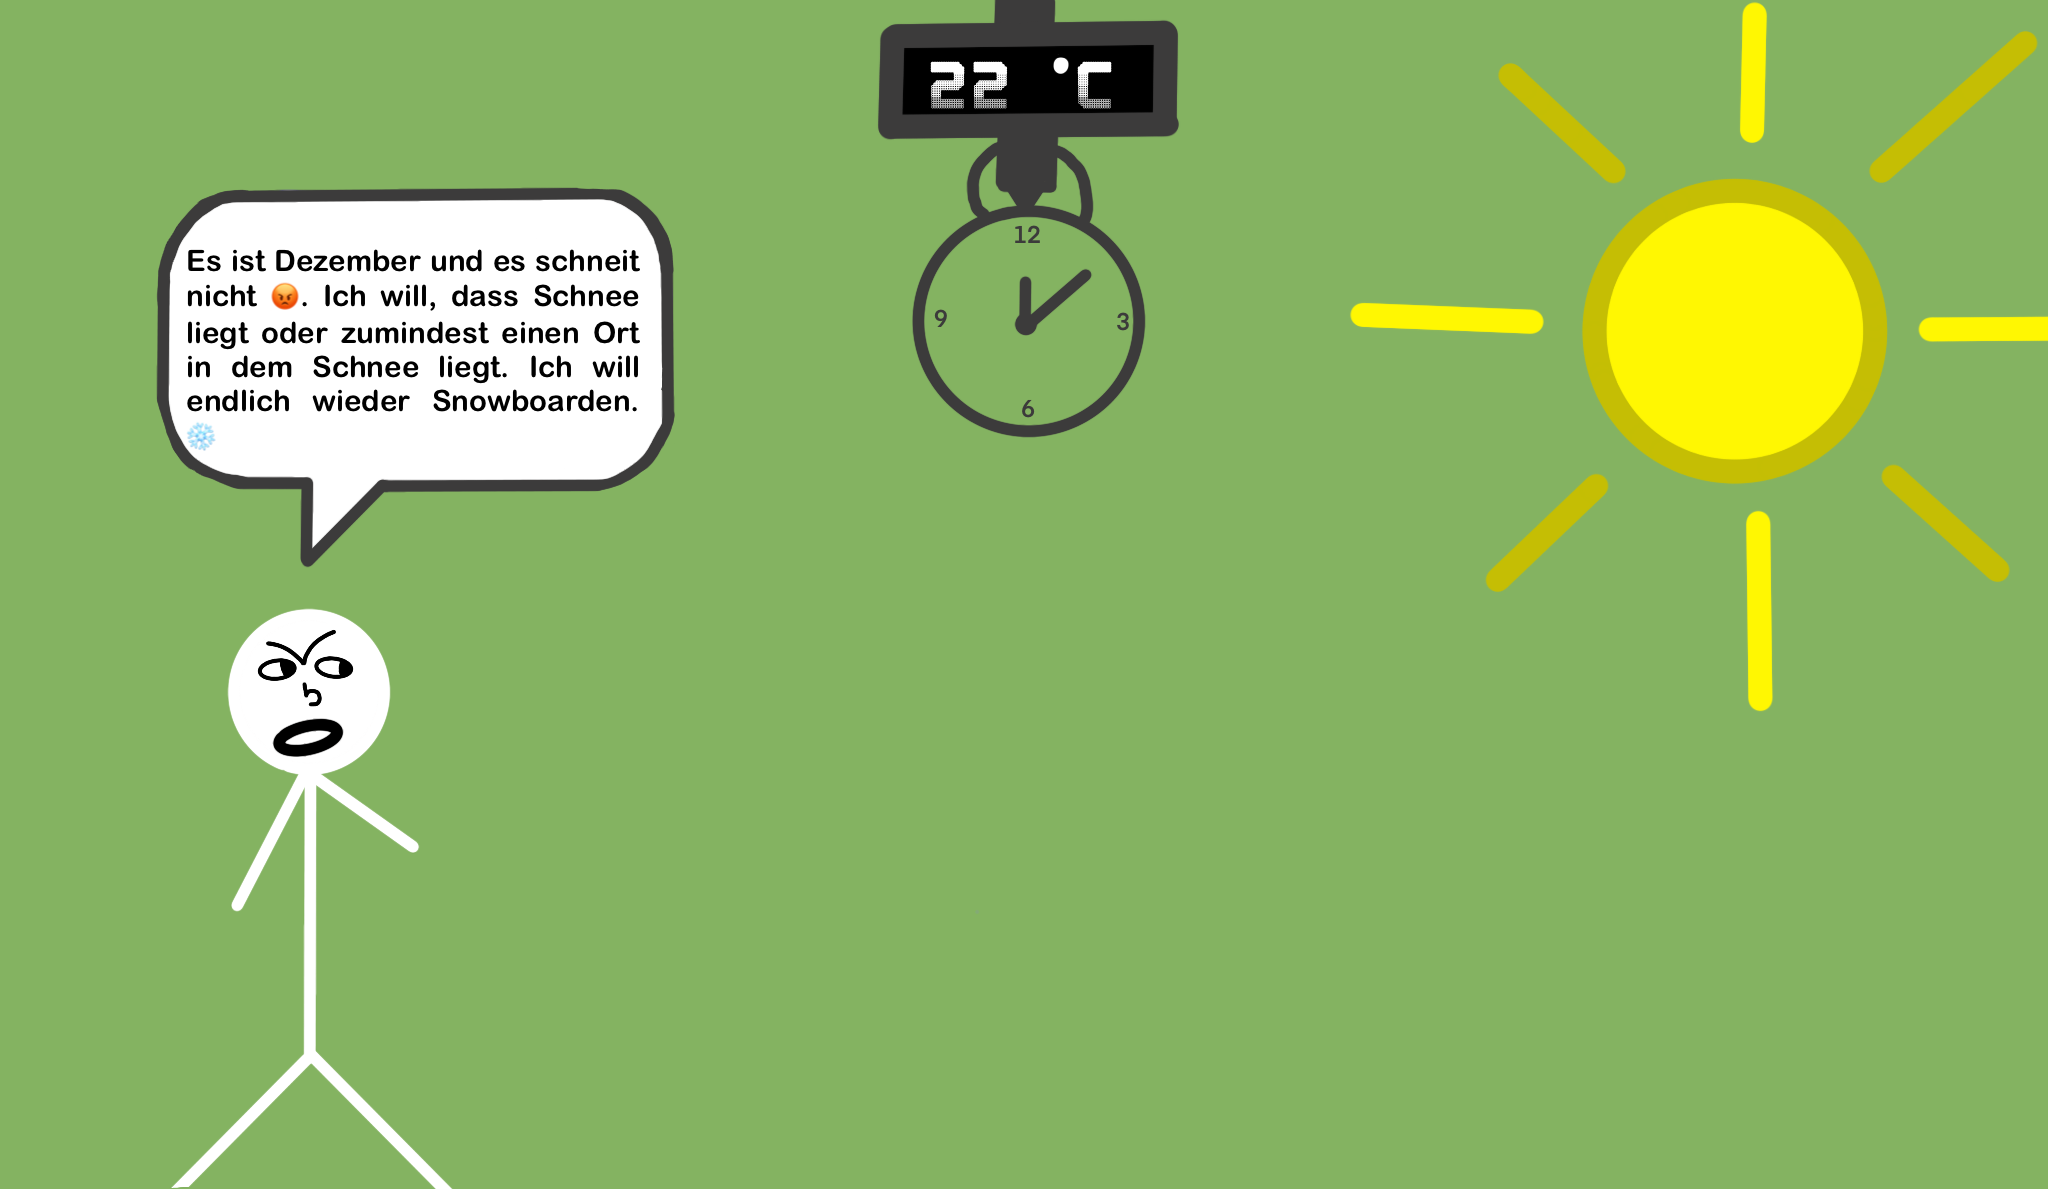 22 °C
Es ist Dezember und es schneit
nicht 😡. Ich will, dass Schnee
liegt oder zumindest einen Ort
in dem Schnee liegt. Ich will
endlich wieder Snowboarden.
❄️
12
9
3
6